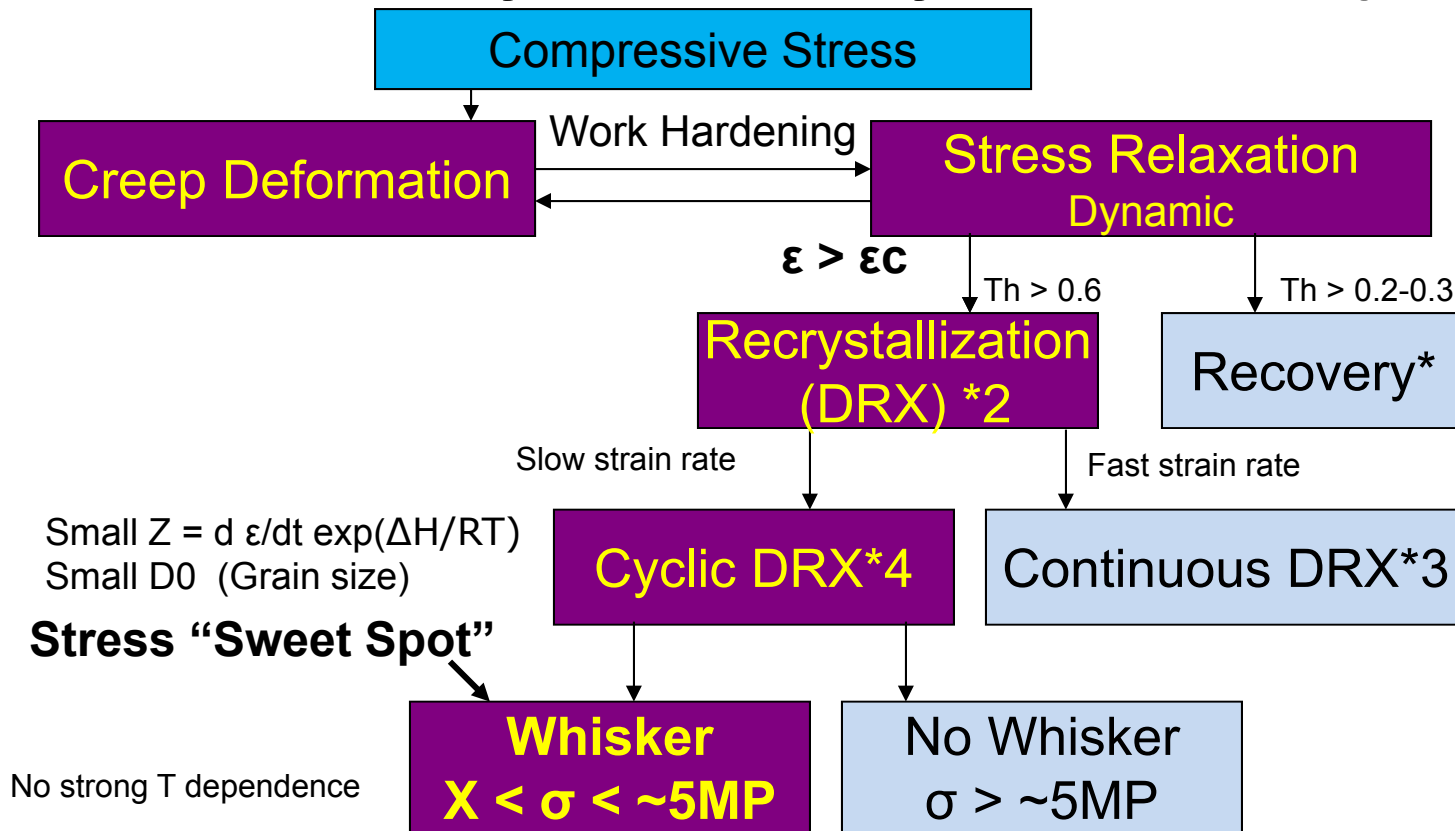 Compressive Stress
Work Hardening
Creep Deformation
Stress Relaxation
Dynamic
ε > εc
Th > 0.6
Th > 0.2-0.3
Recrystallization
(DRX) *2
Recovery*
Slow strain rate
Fast strain rate
Small Z = d ε/dt exp(ΔH/RT)
Small D0 (Grain size)
Cyclic DRX*4
Continuous DRX*3
Stress “Sweet Spot”
Whisker
X < σ < ~5MP
No Whisker
σ > ~5MP
No strong T dependence